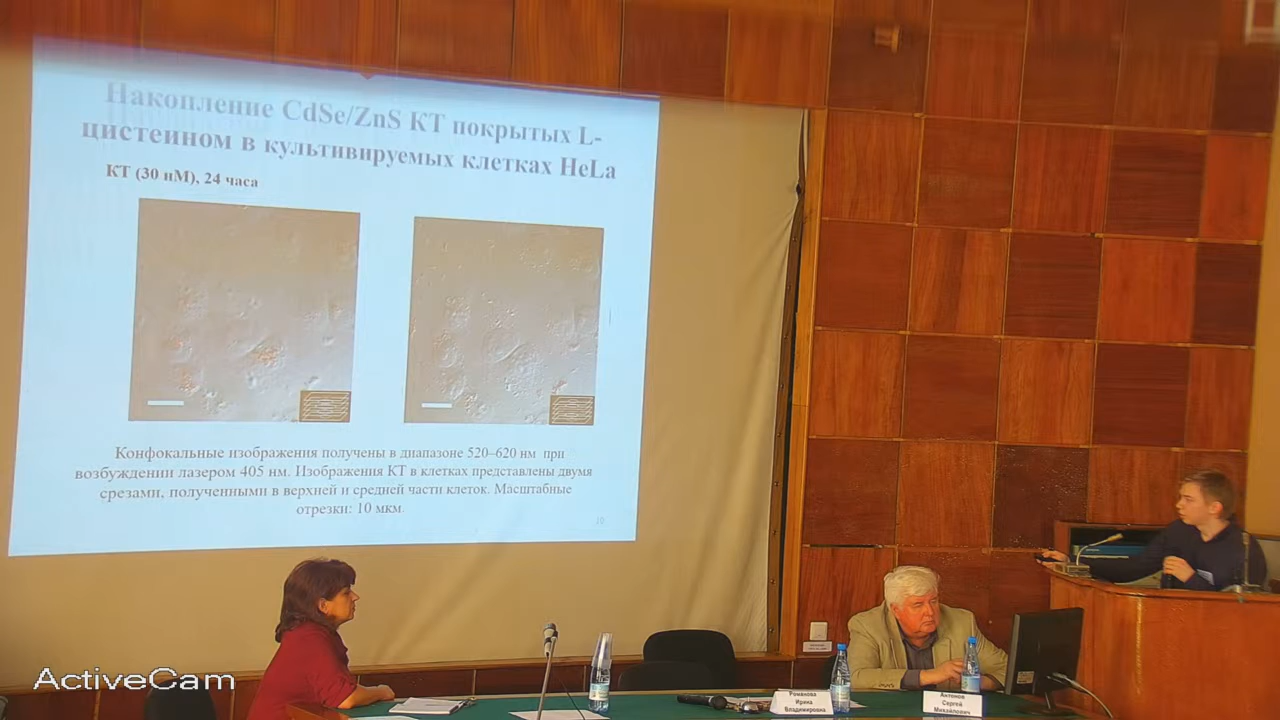 Накопление CdSe/ZnS КТ покрытых L-
цистеином в культивируемых клетках HeLa
КТ (30 нМ), 24 часа
Конфокальные изображения получены в диапазоне 520–620 нм при
возбуждении лазером 405 нм. Изображения КТ в клетках представлены двумя
срезами, полученными в верхней и средней части клеток. Масштабные
отрезки: 10 мкм.
10
ActiveCam
Романова
Ирина
Владимировна
Антонов
Сергей
Михайлович